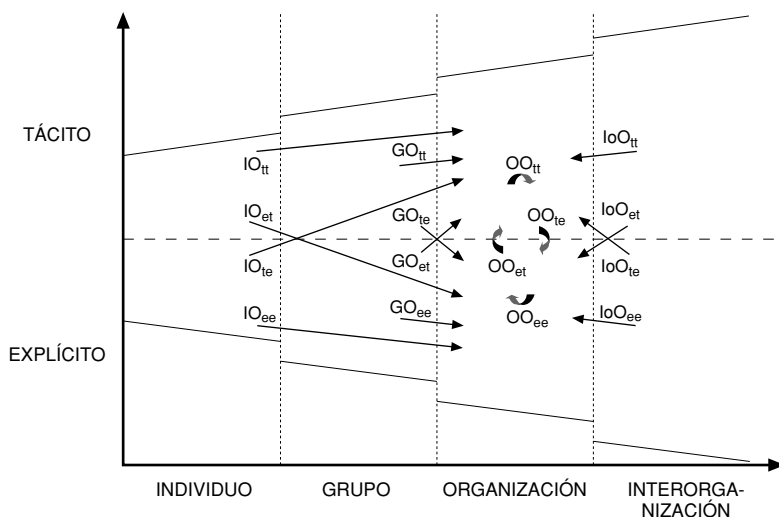 TÁCITO
EXPLÍCITO
IO_tt
GO_tt
OO_tt
IoO_tt
IO_et
GO_te
OO_te
IoO_et
IO_te
GO_et
OO_et
IoO_te
IO_ee
GO_ee
OO_ee
IoO_ee
INDIVIDUO
GRUPO
ORGANIZACIÓN
INTERORGA-
NIZACIÓN